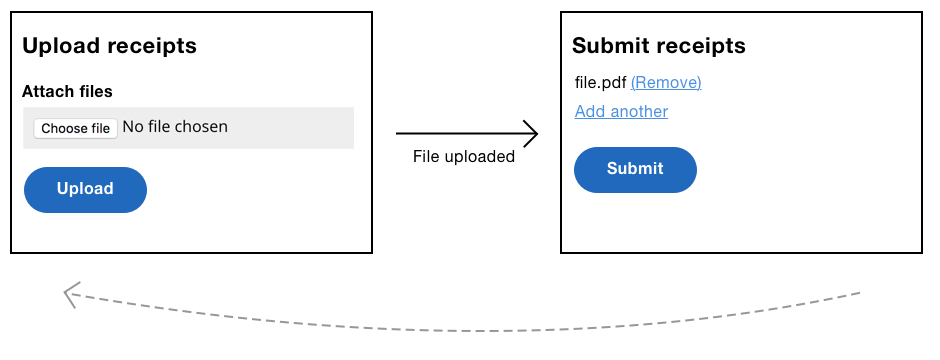 Upload receipts
Attach files
Choose file No file chosen
Upload
File uploaded
Submit receipts
file.pdf (Remove)
Add another
Submit